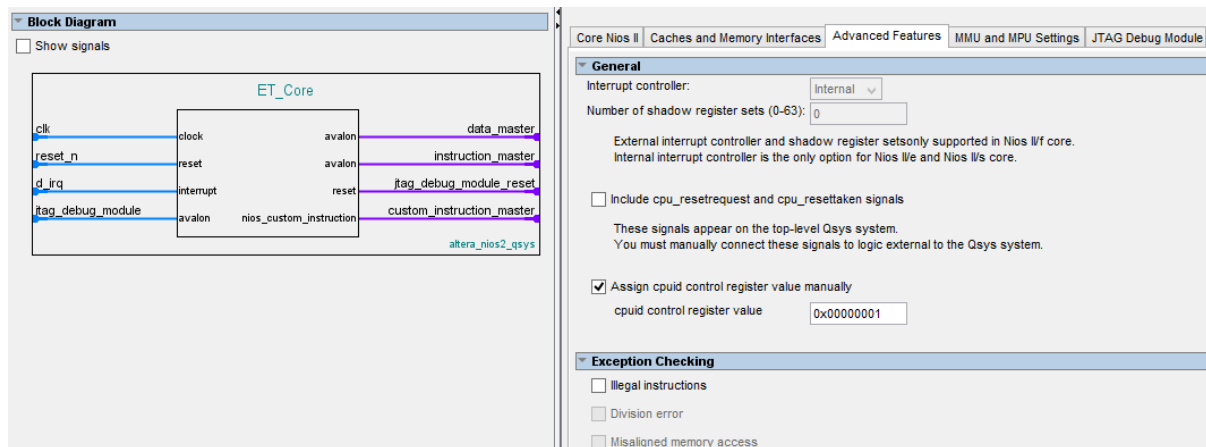 Block Diagram
Show signals
ET_Core
clk
clock
avalon
data_master
reset_n
reset
avalon
instruction_master
d_irq
interrupt
reset
jtag_debug_module_reset
jtag_debug_module
avalon
nios_custom_instruction
custom_instruction_master
altera_nios2_qsys
Core Nios II
Caches and Memory Interfaces
Advanced Features
MMU and MPU Settings
JTAG Debug Module
General
Interrupt controller:
Internal
Number of shadow register sets (0-63):
0
External interrupt controller and shadow register setsonly supported in Nios II/f core.
Internal interrupt controller is the only option for Nios II/e and Nios II/s core.
Include cpu_resetrequest and cpu_resettaken signals
These signals appear on the top-level Qsys system.
You must manually connect these signals to logic external to the Qsys system.
Assign cpuid control register value manually
cpuid control register value
0x00000001
Exception Checking
Illegal instructions
Division error
Misaligned memory access